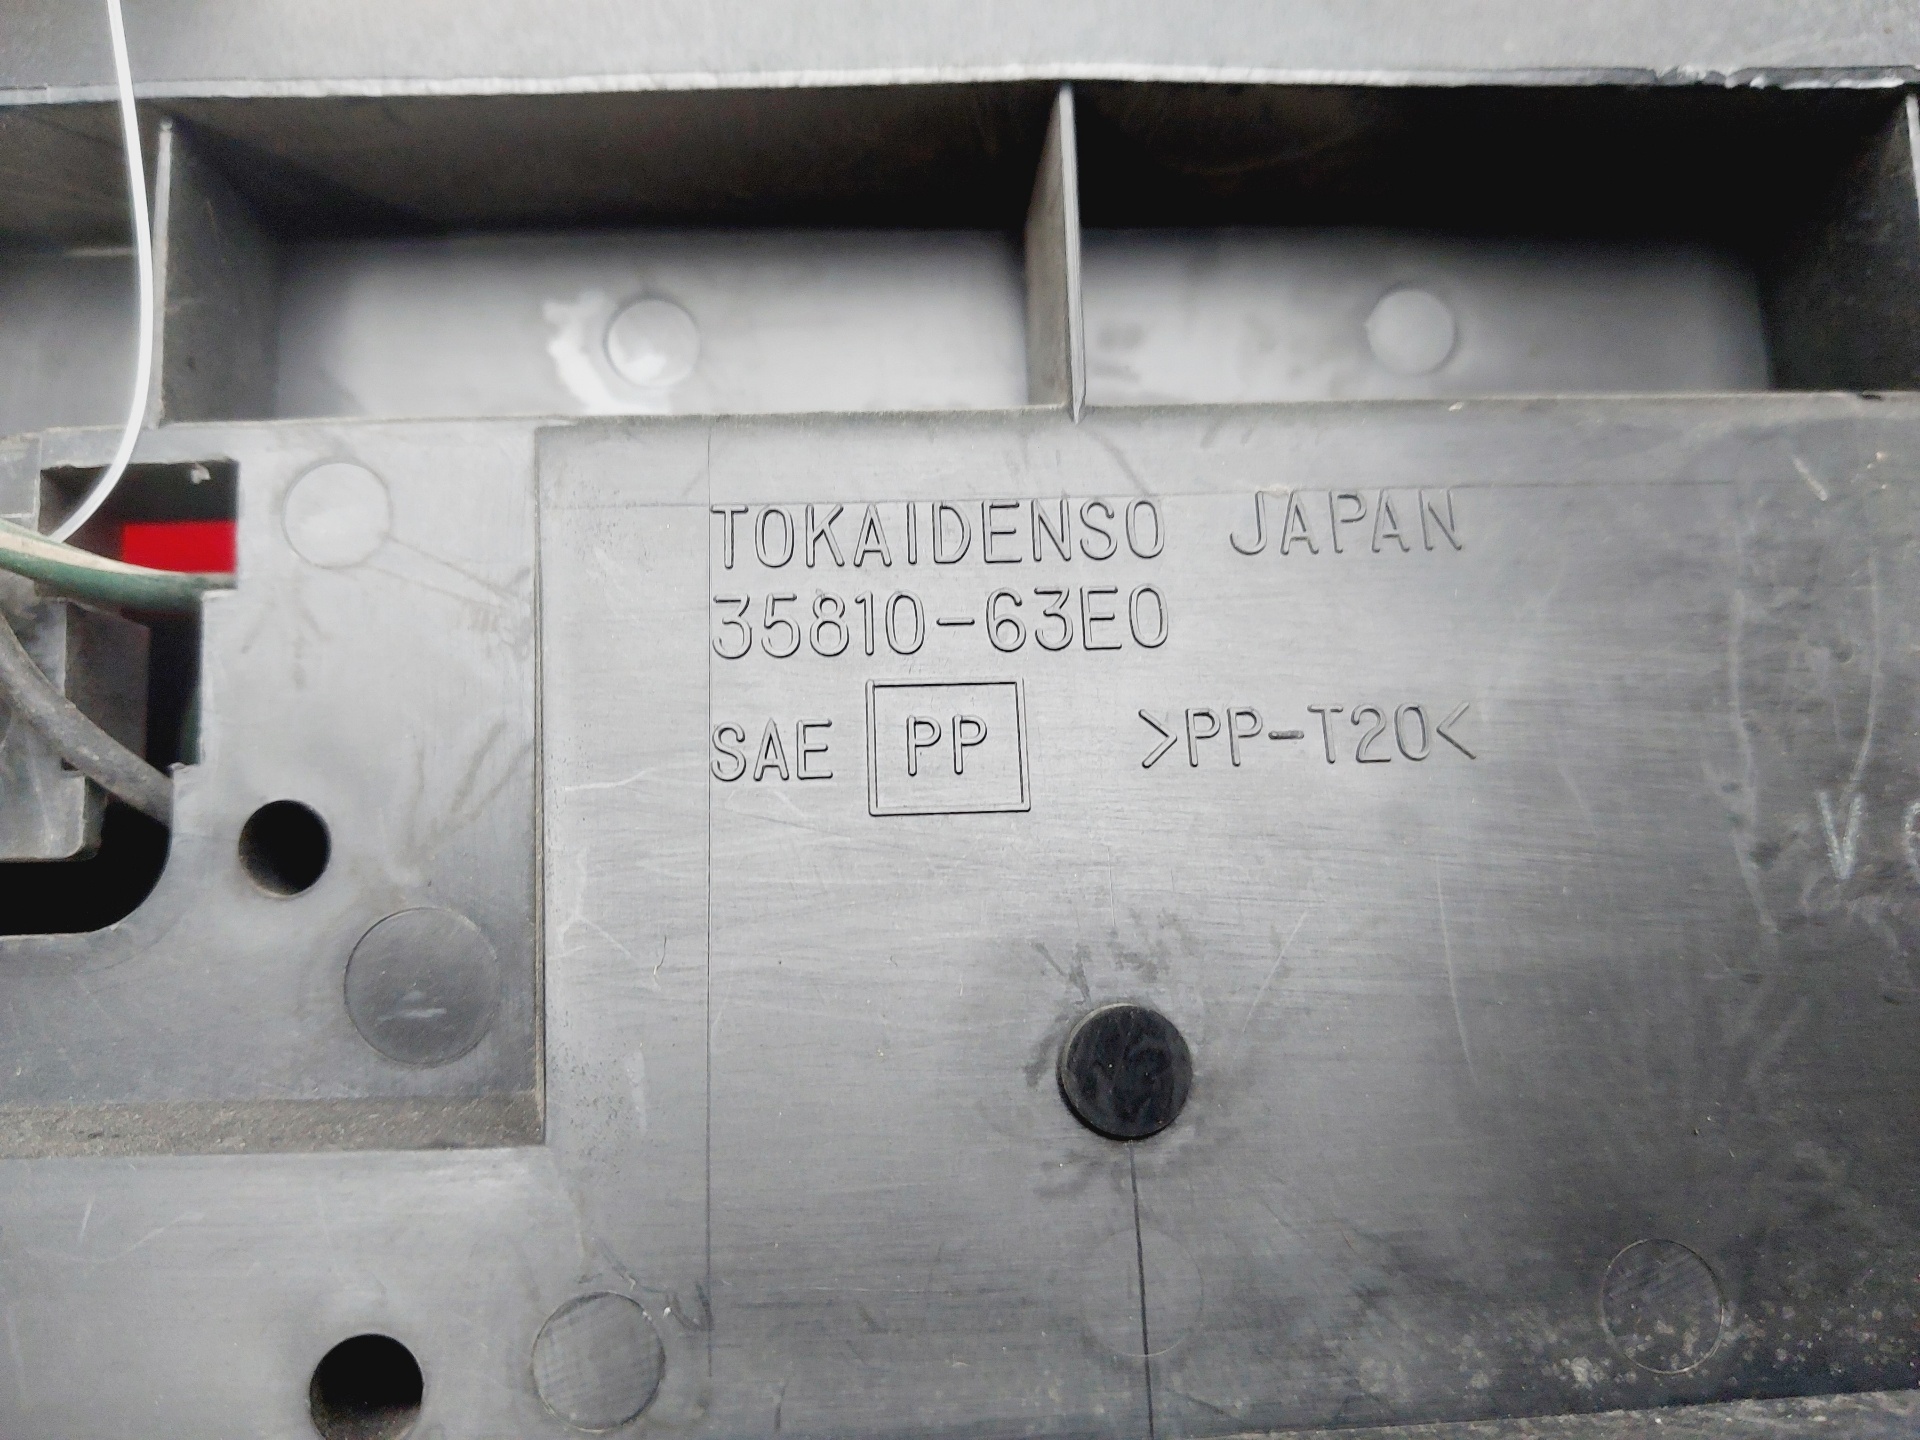 TOKAIDENSO JAPAN
35810-63E0
SAE PP >PP-T20<